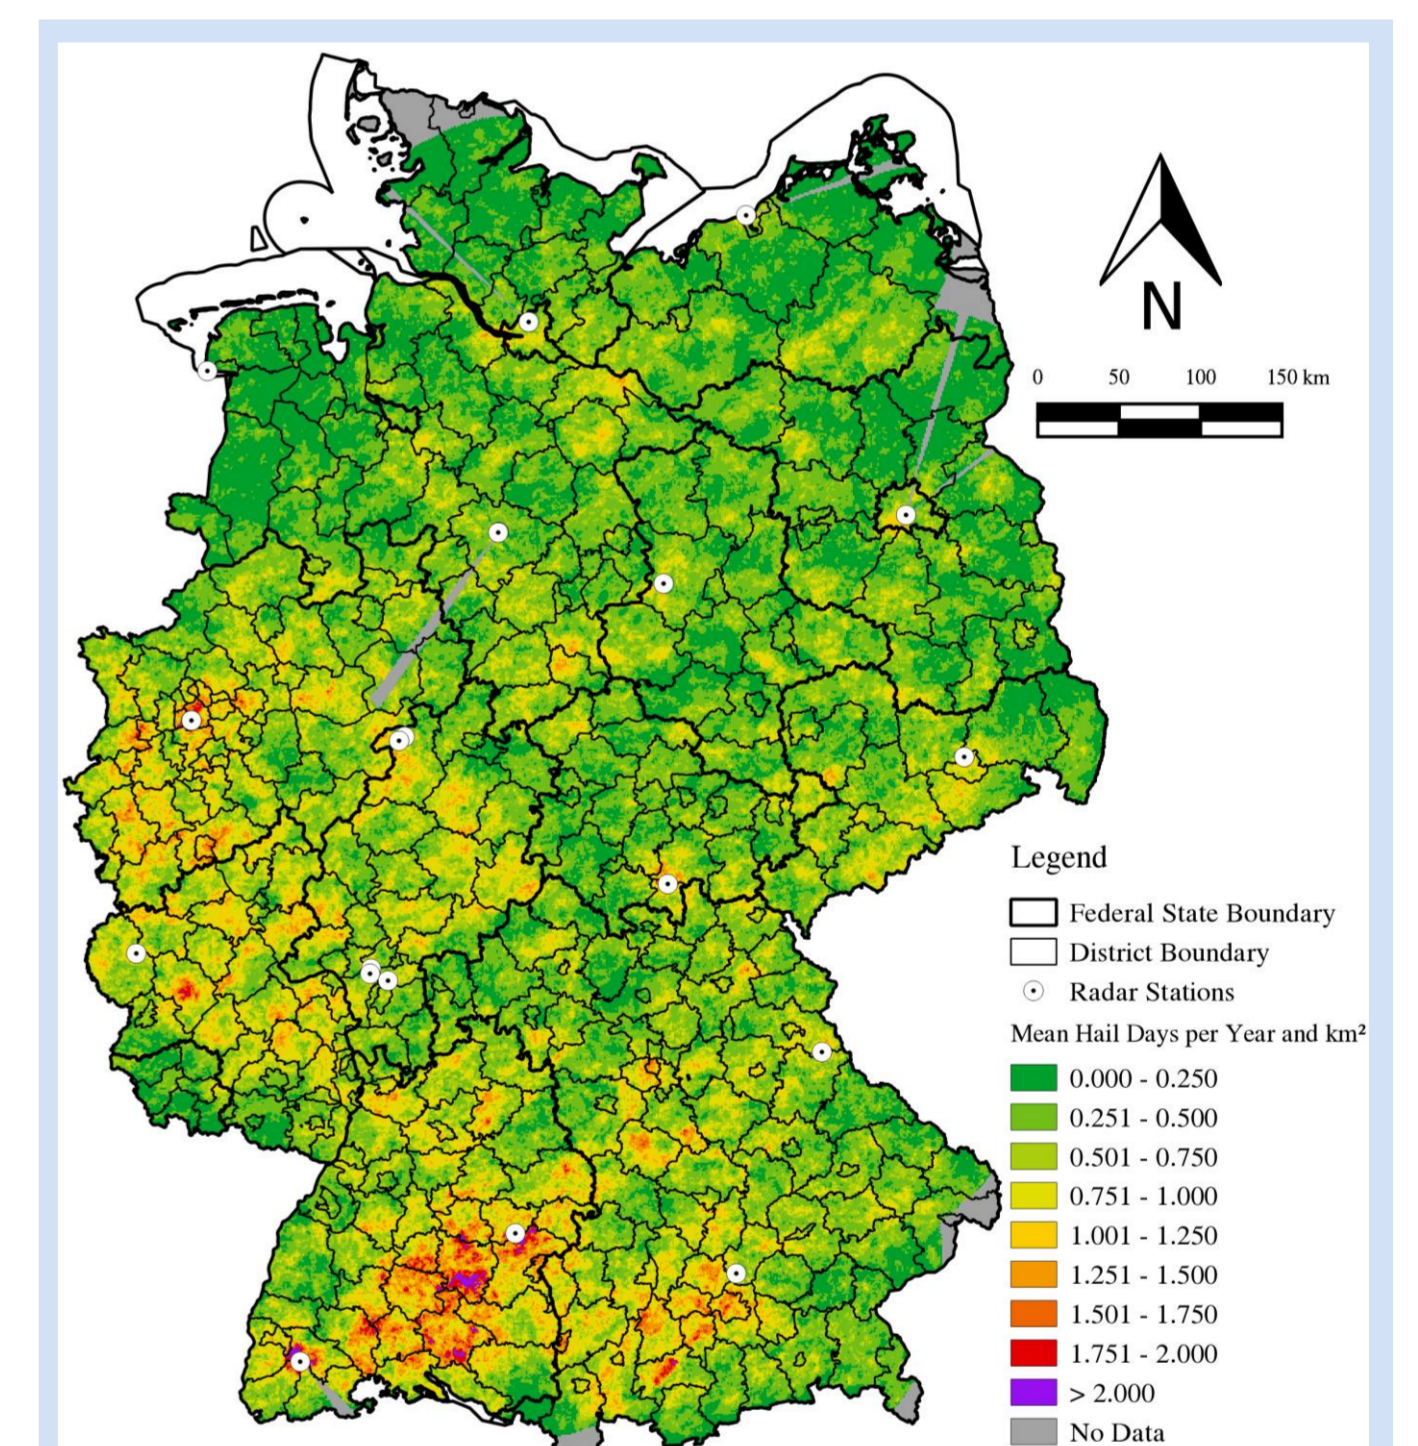 N
0 50 100 150 km
Legend
Federal State Boundary
District Boundary
Radar Stations
Mean Hail Days per Year and km²
0.000 - 0.250
0.251 - 0.500
0.501 - 0.750
0.751 - 1.000
1.001 - 1.250
1.251 - 1.500
1.501 - 1.750
1.751 - 2.000
> 2.000
No Data